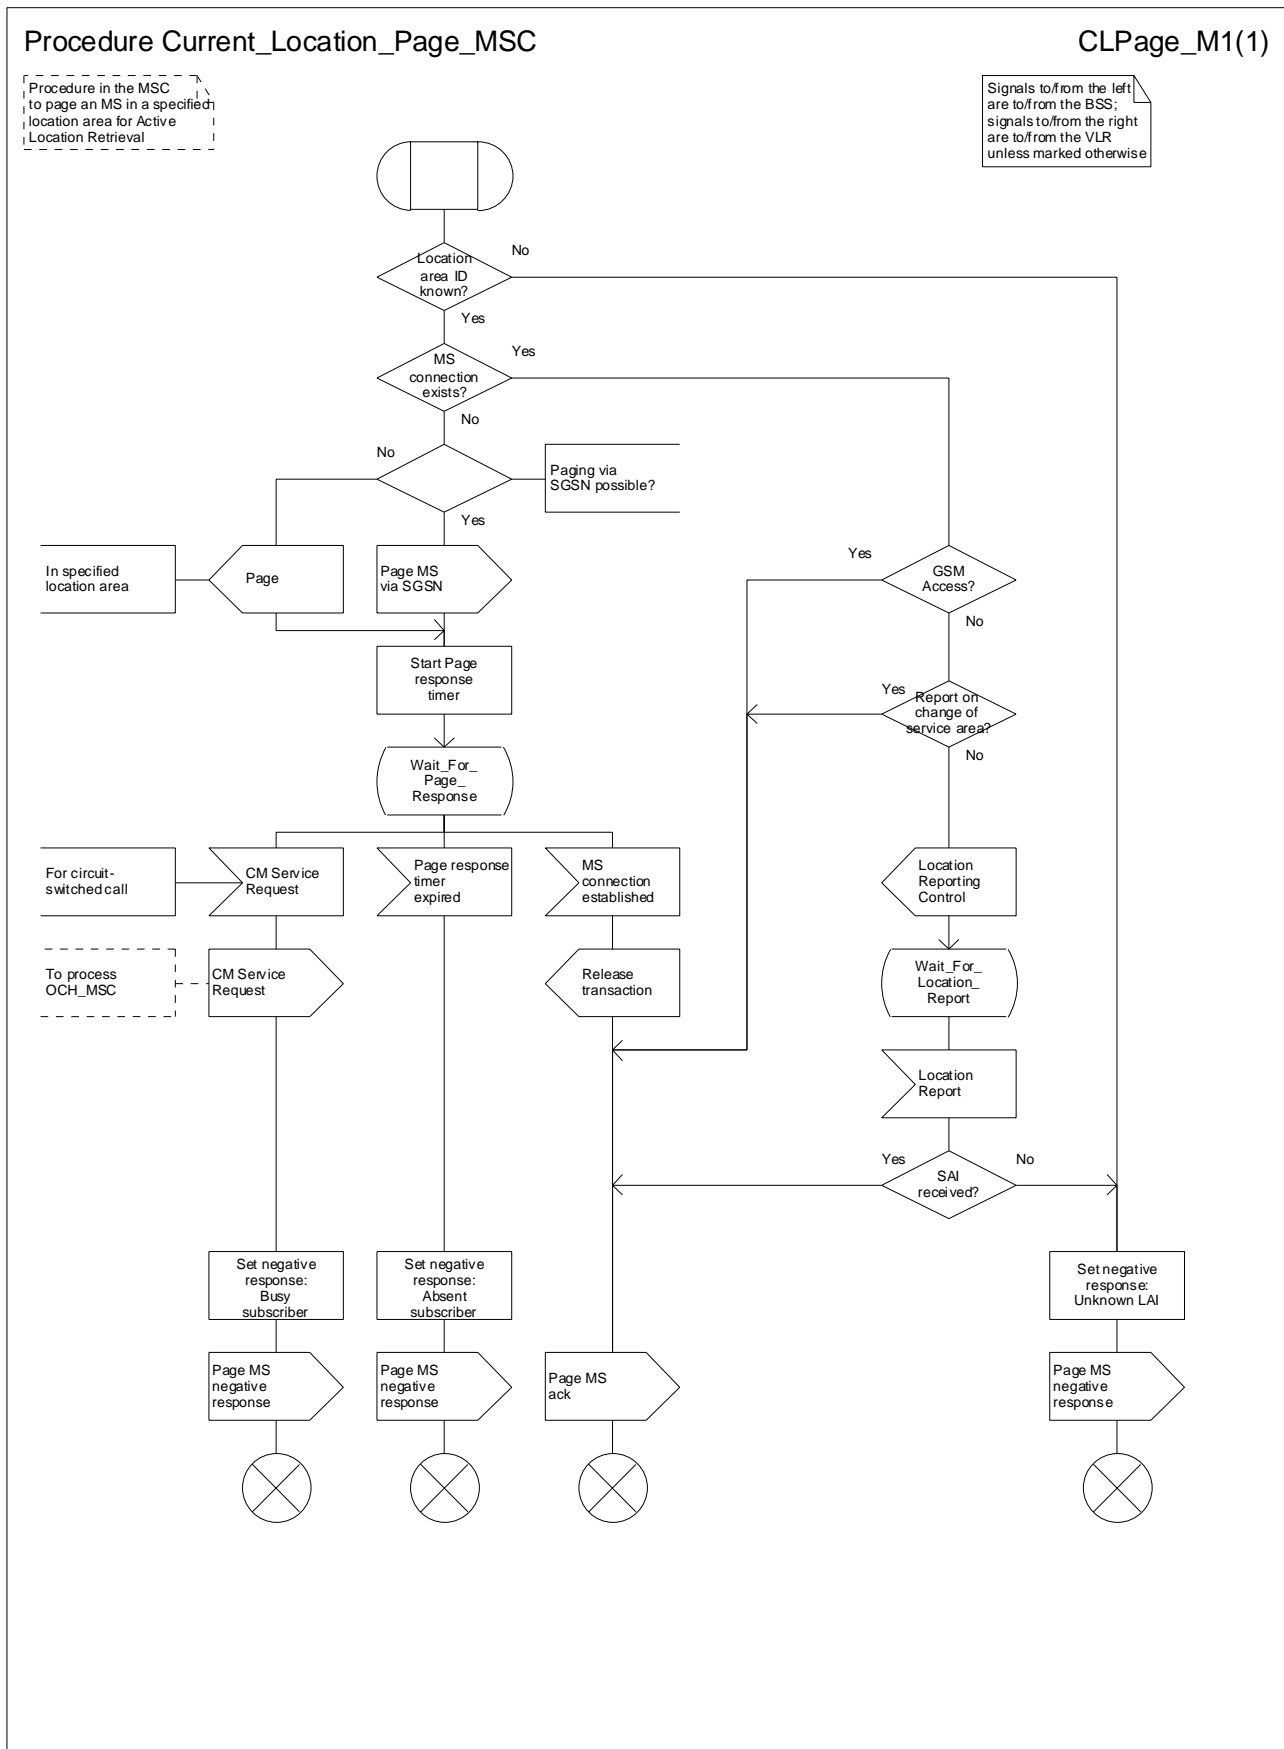 Procedure Current_Location_Page_MSC
CLPage_M1(1)
Procedure in the MSC
to page an MS in a specified
location area for Active
Location Retrieval
Signals to/from the left
are to/from the BSS;
signals to/from the right
are to/from the VLR
unless marked otherwise
No
Location
area ID
known?
Yes
Yes
MS
connection
exists?
No
No
Paging via
SGSN possible?
Yes
In specified
location area
Page
Page MS
via SGSN
Yes
GSM
Access?
No
Start Page
response
timer
Yes
Report on
change of
service area?
No
Wait_For_
Page_
Response
For circuit-
switched call
CM Service
Request
Page response
timer
expired
MS
connection
established
Location
Reporting
Control
To process
OCH_MSC
CM Service
Request
Release
transaction
Wait_For_
Location_
Report
Location
Report
Yes
No
SAI
received?
Set negative
response:
Busy
subscriber
Set negative
response:
Absent
subscriber
Set negative
response:
Unknown LAI
Page MS
negative
response
Page MS
negative
response
Page MS
ack
Page MS
negative
response